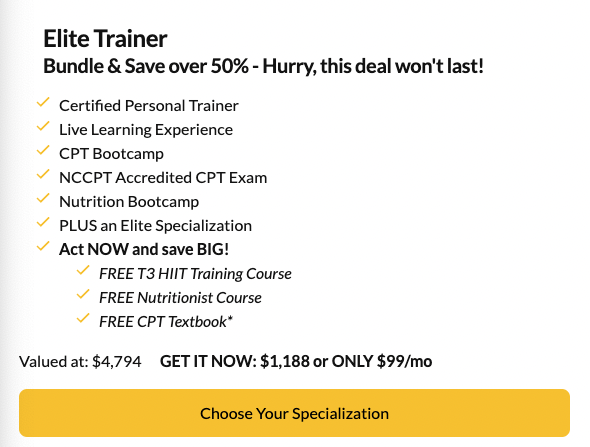 Elite Trainer
Bundle & Save over 50% - Hurry, this deal won't last!
Certified Personal Trainer
Live Learning Experience
CPT Bootcamp
NCCPT Accredited CPT Exam
Nutrition Bootcamp
PLUS an Elite Specialization
Act NOW and save BIG!
FREE T3 HIIT Training Course
FREE Nutritionist Course
FREE CPT Textbook*
Valued at: $4,794 GET IT NOW: $1,188 or ONLY $99/mo
Choose Your Specialization